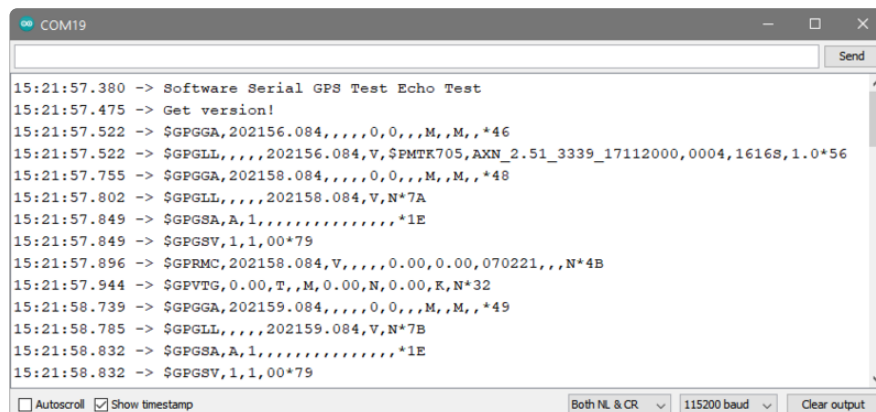 COM19
Send
15:21:57.380 -> Software Serial GPS Test Echo Test
15:21:57.475 -> Get version!
15:21:57.522 -> $GPGGA,202156.084,,,,,0,0,,,M,,M,,*46
15:21:57.522 -> $GPGLL,,,,,202156.084,V,$PMTK705,AXN_2.51_3339_17112000,0004,1616S,1.0*56
15:21:57.755 -> $GPGGA,202158.084,,,,,0,0,,,M,,M,,*48
15:21:57.802 -> $GPGLL,,,,,202158.084,V,N*7A
15:21:57.849 -> $GPGSA,A,1,,,,,,,,,,,,,,,*1E
15:21:57.849 -> $GPGSV,1,1,00*79
15:21:57.896 -> $GPRMC,202158.084,V,,,,,0.00,0.00,070221,,,N*4B
15:21:57.944 -> $GPVTG,0.00,T,,M,0.00,N,0.00,K,N*32
15:21:58.739 -> $GPGGA,202159.084,,,,,0,0,,,M,,M,,*49
15:21:58.785 -> $GPGLL,,,,,202159.084,V,N*7B
15:21:58.832 -> $GPGSA,A,1,,,,,,,,,,,,,,,*1E
15:21:58.832 -> $GPGSV,1,1,00*79
Autoscroll Show timestamp Both NL & CR 115200 baud Clear output